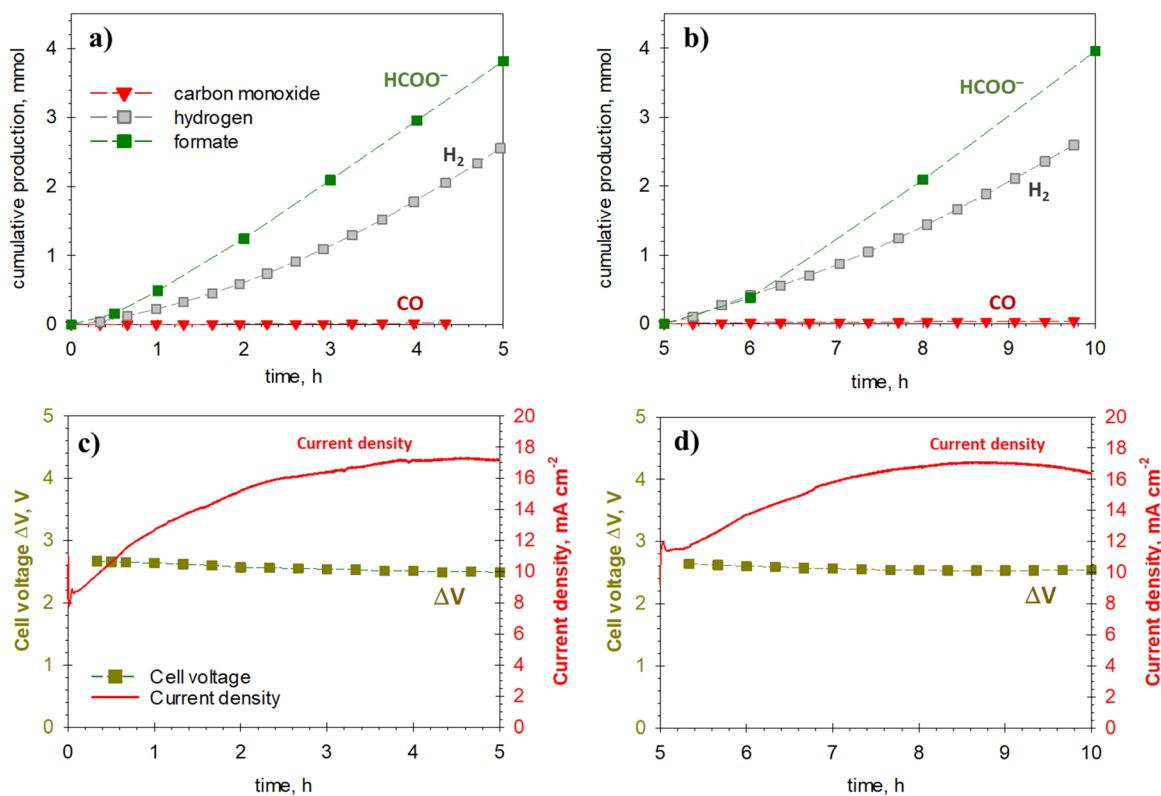 a)
cumulative production, mmol
4
3
2
1
0
carbon monoxide
hydrogen
formate
HCOO⁻
H₂
CO
0 1 2 3 4 5
time, h
b)
cumulative production, mmol
4
3
2
1
0
HCOO⁻
H₂
CO
5 6 7 8 9 10
time, h
c)
Cell voltage ΔV, V
5
4
3
2
1
0
Current density
ΔV
Cell voltage
Current density
20
18
16
14
12
10
8
6
4
2
0
Current density, mA cm⁻²
0 1 2 3 4 5
time, h
d)
Cell voltage ΔV, V
5
4
3
2
1
0
Current density
ΔV
20
18
16
14
12
10
8
6
4
2
0
Current density, mA cm⁻²
5 6 7 8 9 10
time, h